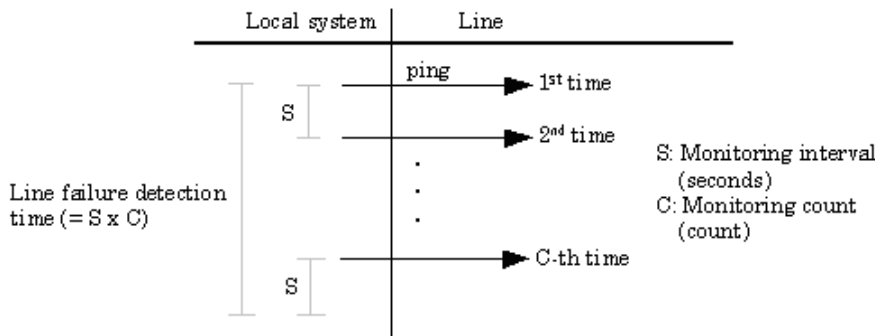 Local system
Line
ping
1st time
S
2nd time
S: Monitoring interval
(seconds)
C: Monitoring count
(count)
Line failure detection
time (= S x C)
.
.
.
C-th time
S